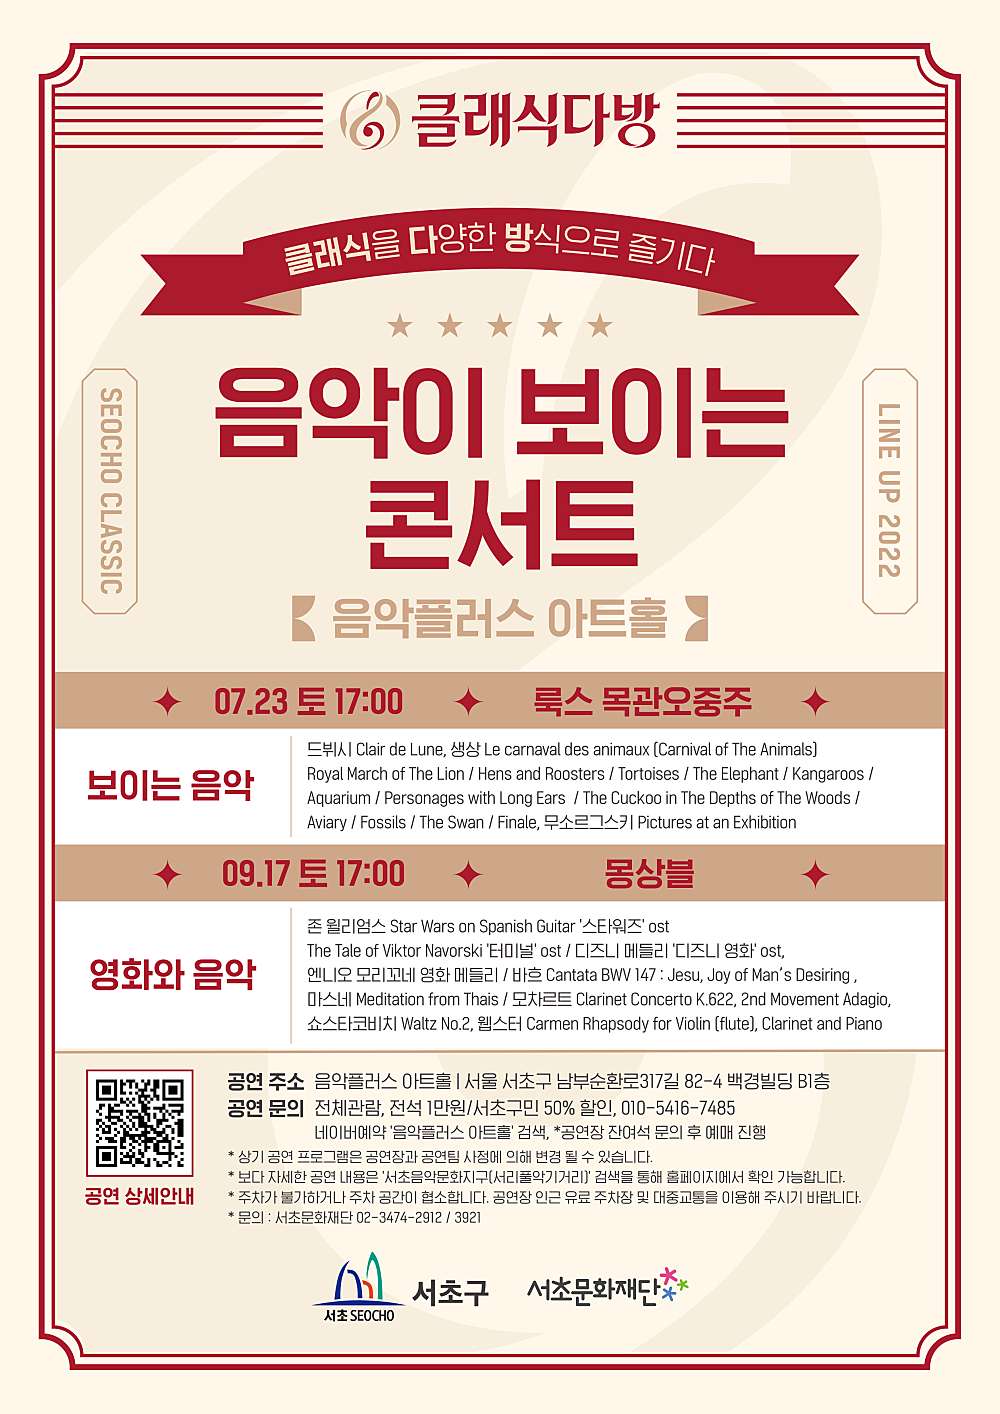 클래식다방
클래식을 다양한 방식으로 즐기다
음악이 보이는
콘서트
SEOCHO CLASSIC
LINE UP 2022
음악플러스 아트홀
07.23 토 17:00 룩스 목관오중주
보이는 음악
드뷔시 Clair de Lune, 생상 Le carnaval des animaux (Carnival of The Animals)
Royal March of The Lion / Hens and Roosters / Tortoises / The Elephant / Kangaroos /
Aquarium / Personages with Long Ears / The Cuckoo in The Depths of The Woods /
Aviary / Fossils / The Swan / Finale, 무소르그스키 Pictures at an Exhibition
09.17 토 17:00 몽상블
영화와 음악
존 윌리엄스 Star Wars on Spanish Guitar '스타워즈' ost
The Tale of Viktor Navorski '터미널' ost / 디즈니 메들리 '디즈니 영화' ost,
엔니오 모리꼬네 영화 메들리 / 바흐 Cantata BWV 147 : Jesu, Joy of Man's Desiring ,
마스네 Meditation from Thais / 모차르트 Clarinet Concerto K.622, 2nd Movement Adagio,
쇼스타코비치 Waltz No.2, 웹스터 Carmen Rhapsody for Violin (flute), Clarinet and Piano
공연 상세안내
공연 주소 음악플러스 아트홀 | 서울 서초구 남부순환로317길 82-4 백경빌딩 B1층
공연 문의 전체관람, 전석 1만원/서초구민 50% 할인, 010-5416-7485
네이버예약 '음악플러스 아트홀' 검색, *공연장 잔여석 문의 후 예매 진행
* 상기 공연 프로그램은 공연장과 공연팀 사정에 의해 변경 될 수 있습니다.
* 보다 자세한 공연 내용은 '서초음악문화지구(서리풀악기거리)' 검색을 통해 홈페이지에서 확인 가능합니다.
* 주차가 불가하거나 주차 공간이 협소합니다. 공연장 인근 유료 주차장 및 대중교통을 이용해 주시기 바랍니다.
* 문의 : 서초문화재단 02-3474-2912 / 3921
서초 SEOCHO
서초구
서초문화재단